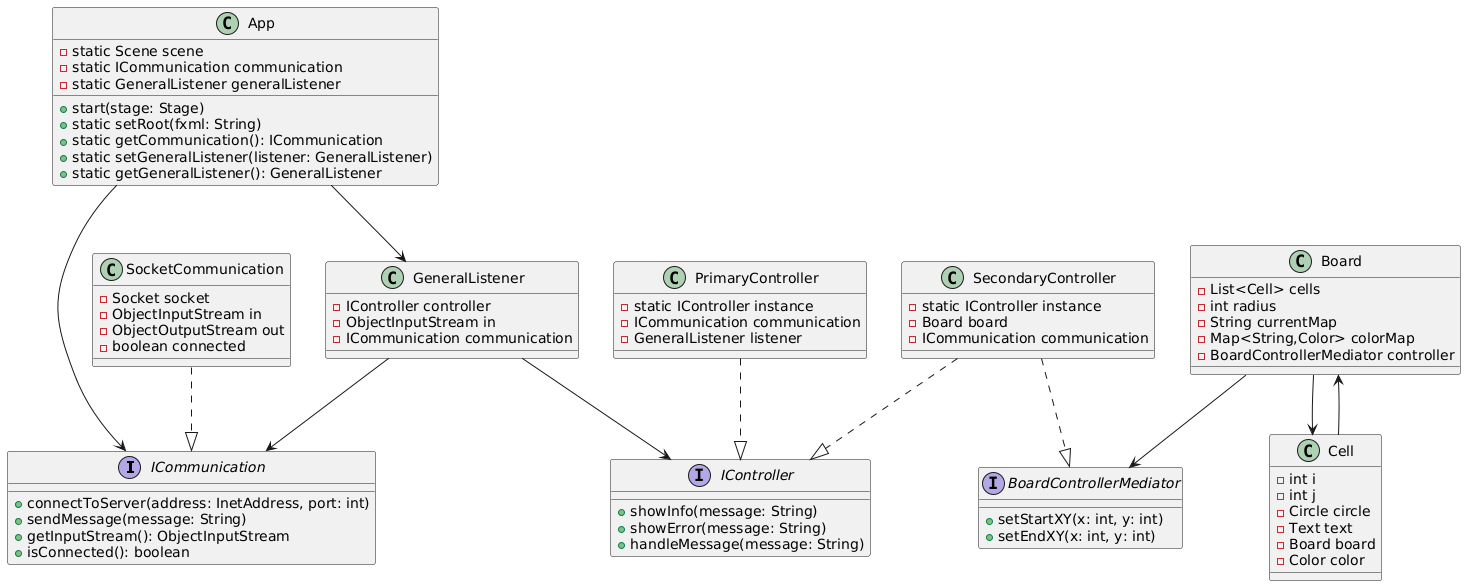 C App
static Scene scene
static ICommunication communication
static GeneralListener generalListener
start(stage: Stage)
static setRoot(fxml: String)
static getCommunication(): ICommunication
static setGeneralListener(listener: GeneralListener)
static getGeneralListener(): GeneralListener
C SocketCommunication
Socket socket
ObjectInputStream in
ObjectOutputStream out
boolean connected
C GeneralListener
IController controller
ObjectInputStream in
ICommunication communication
C PrimaryController
static IController instance
ICommunication communication
GeneralListener listener
C SecondaryController
static IController instance
Board board
ICommunication communication
C Board
List<Cell> cells
int radius
String currentMap
Map<String,Color> colorMap
BoardControllerMediator controller
I ICommunication
connectToServer(address: InetAddress, port: int)
sendMessage(message: String)
getInputStream(): ObjectInputStream
isConnected(): boolean
I IController
showInfo(message: String)
showError(message: String)
handleMessage(message: String)
I BoardControllerMediator
setStartXY(x: int, y: int)
setEndXY(x: int, y: int)
C Cell
int i
int j
Circle circle
Text text
Board board
Color color